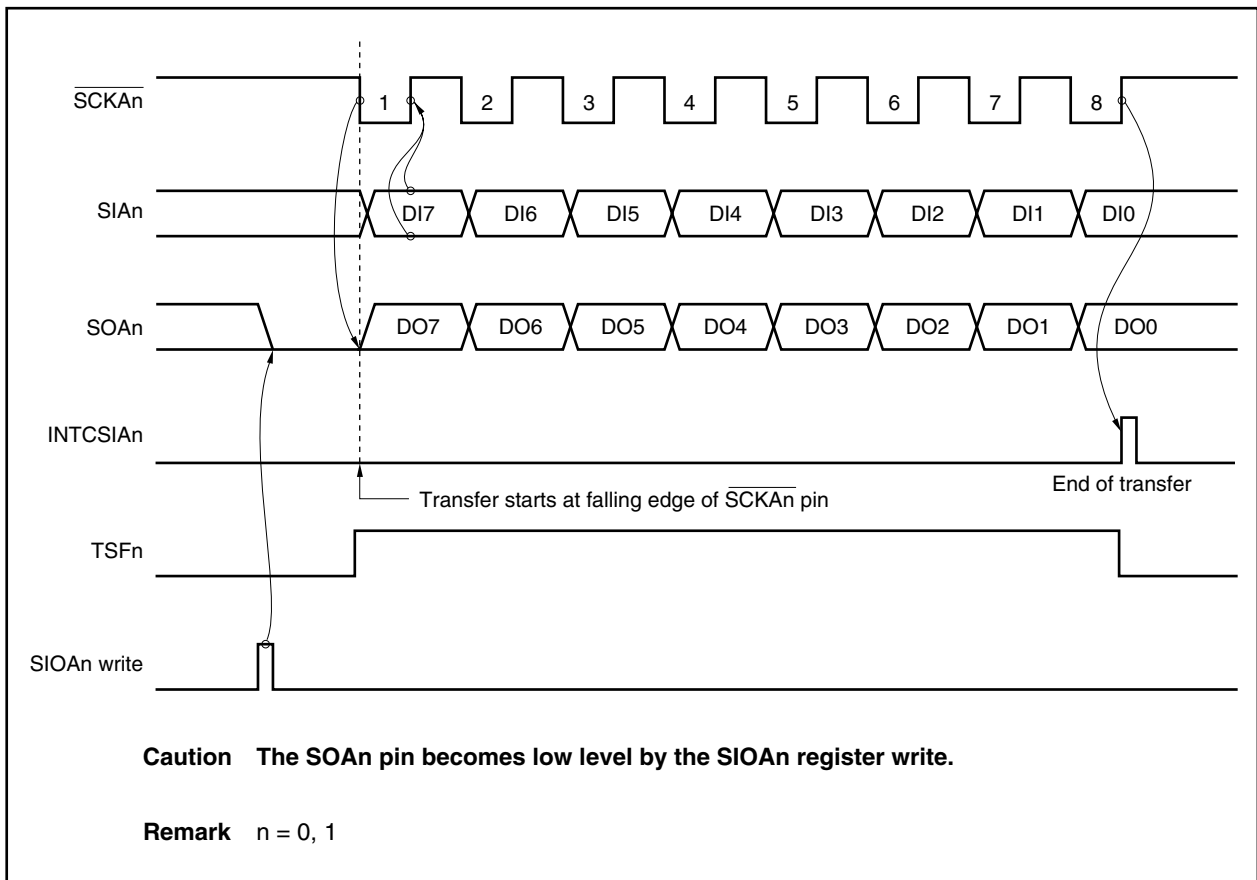 SCKAn
1 2 3 4 5 6 7 8
SIAn
DI7 DI6 DI5 DI4 DI3 DI2 DI1 DI0
SOAn
DO7 DO6 DO5 DO4 DO3 DO2 DO1 DO0
INTCSIAn
Transfer starts at falling edge of SCKAn pin
End of transfer
TSFn
SIOAn write
Caution The SOAn pin becomes low level by the SIOAn register write.
Remark n = 0, 1